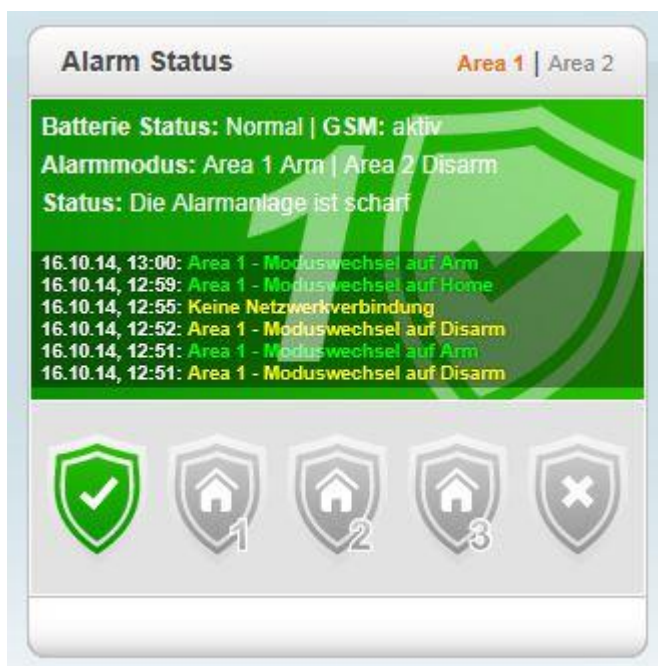 Alarm Status
Area 1 | Area 2
Batterie Status: Normal | GSM: aktiv
Alarmmodus: Area 1 Arm | Area 2 Disarm
Status: Die Alarmanlage ist scharf
1
16.10.14, 13:00: Area 1 - Moduswechsel auf Arm
16.10.14, 12:59: Area 1 - Moduswechsel auf Home
16.10.14, 12:55: Keine Netzwerkverbindung
16.10.14, 12:52: Area 1 - Moduswechsel auf Disarm
16.10.14, 12:51: Area 1 - Moduswechsel auf Arm
16.10.14, 12:51: Area 1 - Moduswechsel auf Disarm
1 2 3